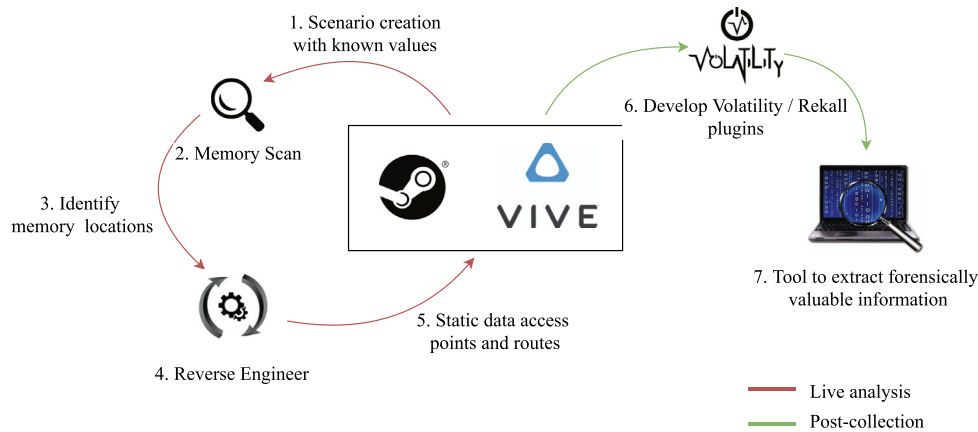 1. Scenario creation
with known values
2. Memory Scan
3. Identify
memory locations
4. Reverse Engineer
5. Static data access
points and routes
®
VIVE
VOLATILITY
6. Develop Volatility / Rekall
plugins
7. Tool to extract forensically
valuable information
Live analysis
Post-collection